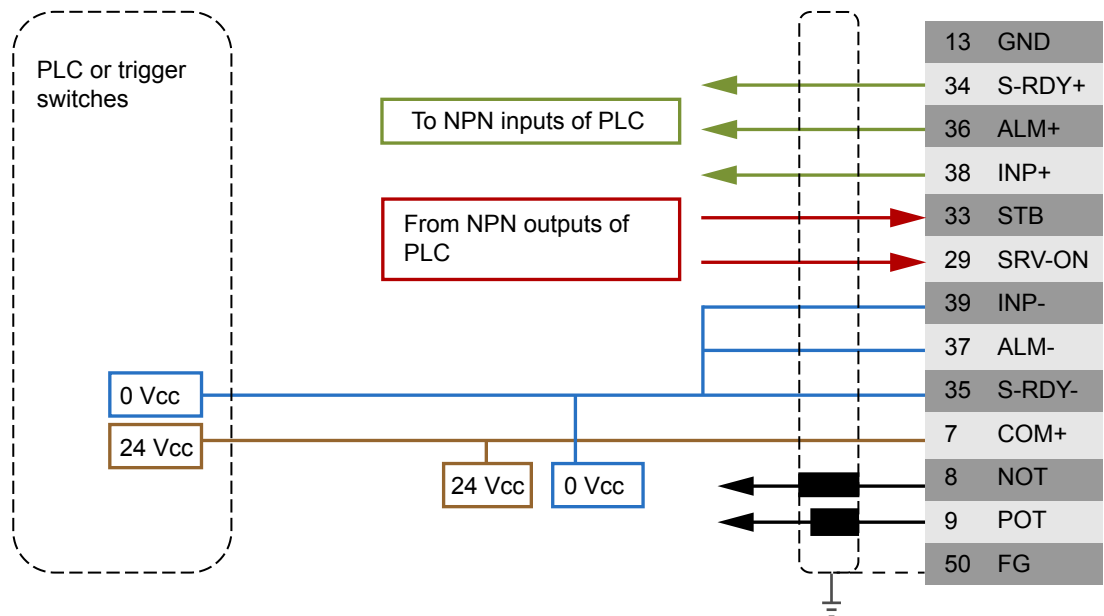 PLC or trigger
switches
To NPN inputs of PLC
From NPN outputs of
PLC
0 Vcc
24 Vcc
24 Vcc
0 Vcc
13 GND
34 S-RDY+
36 ALM+
38 INP+
33 STB
29 SRV-ON
39 INP-
37 ALM-
35 S-RDY-
7 COM+
8 NOT
9 POT
50 FG